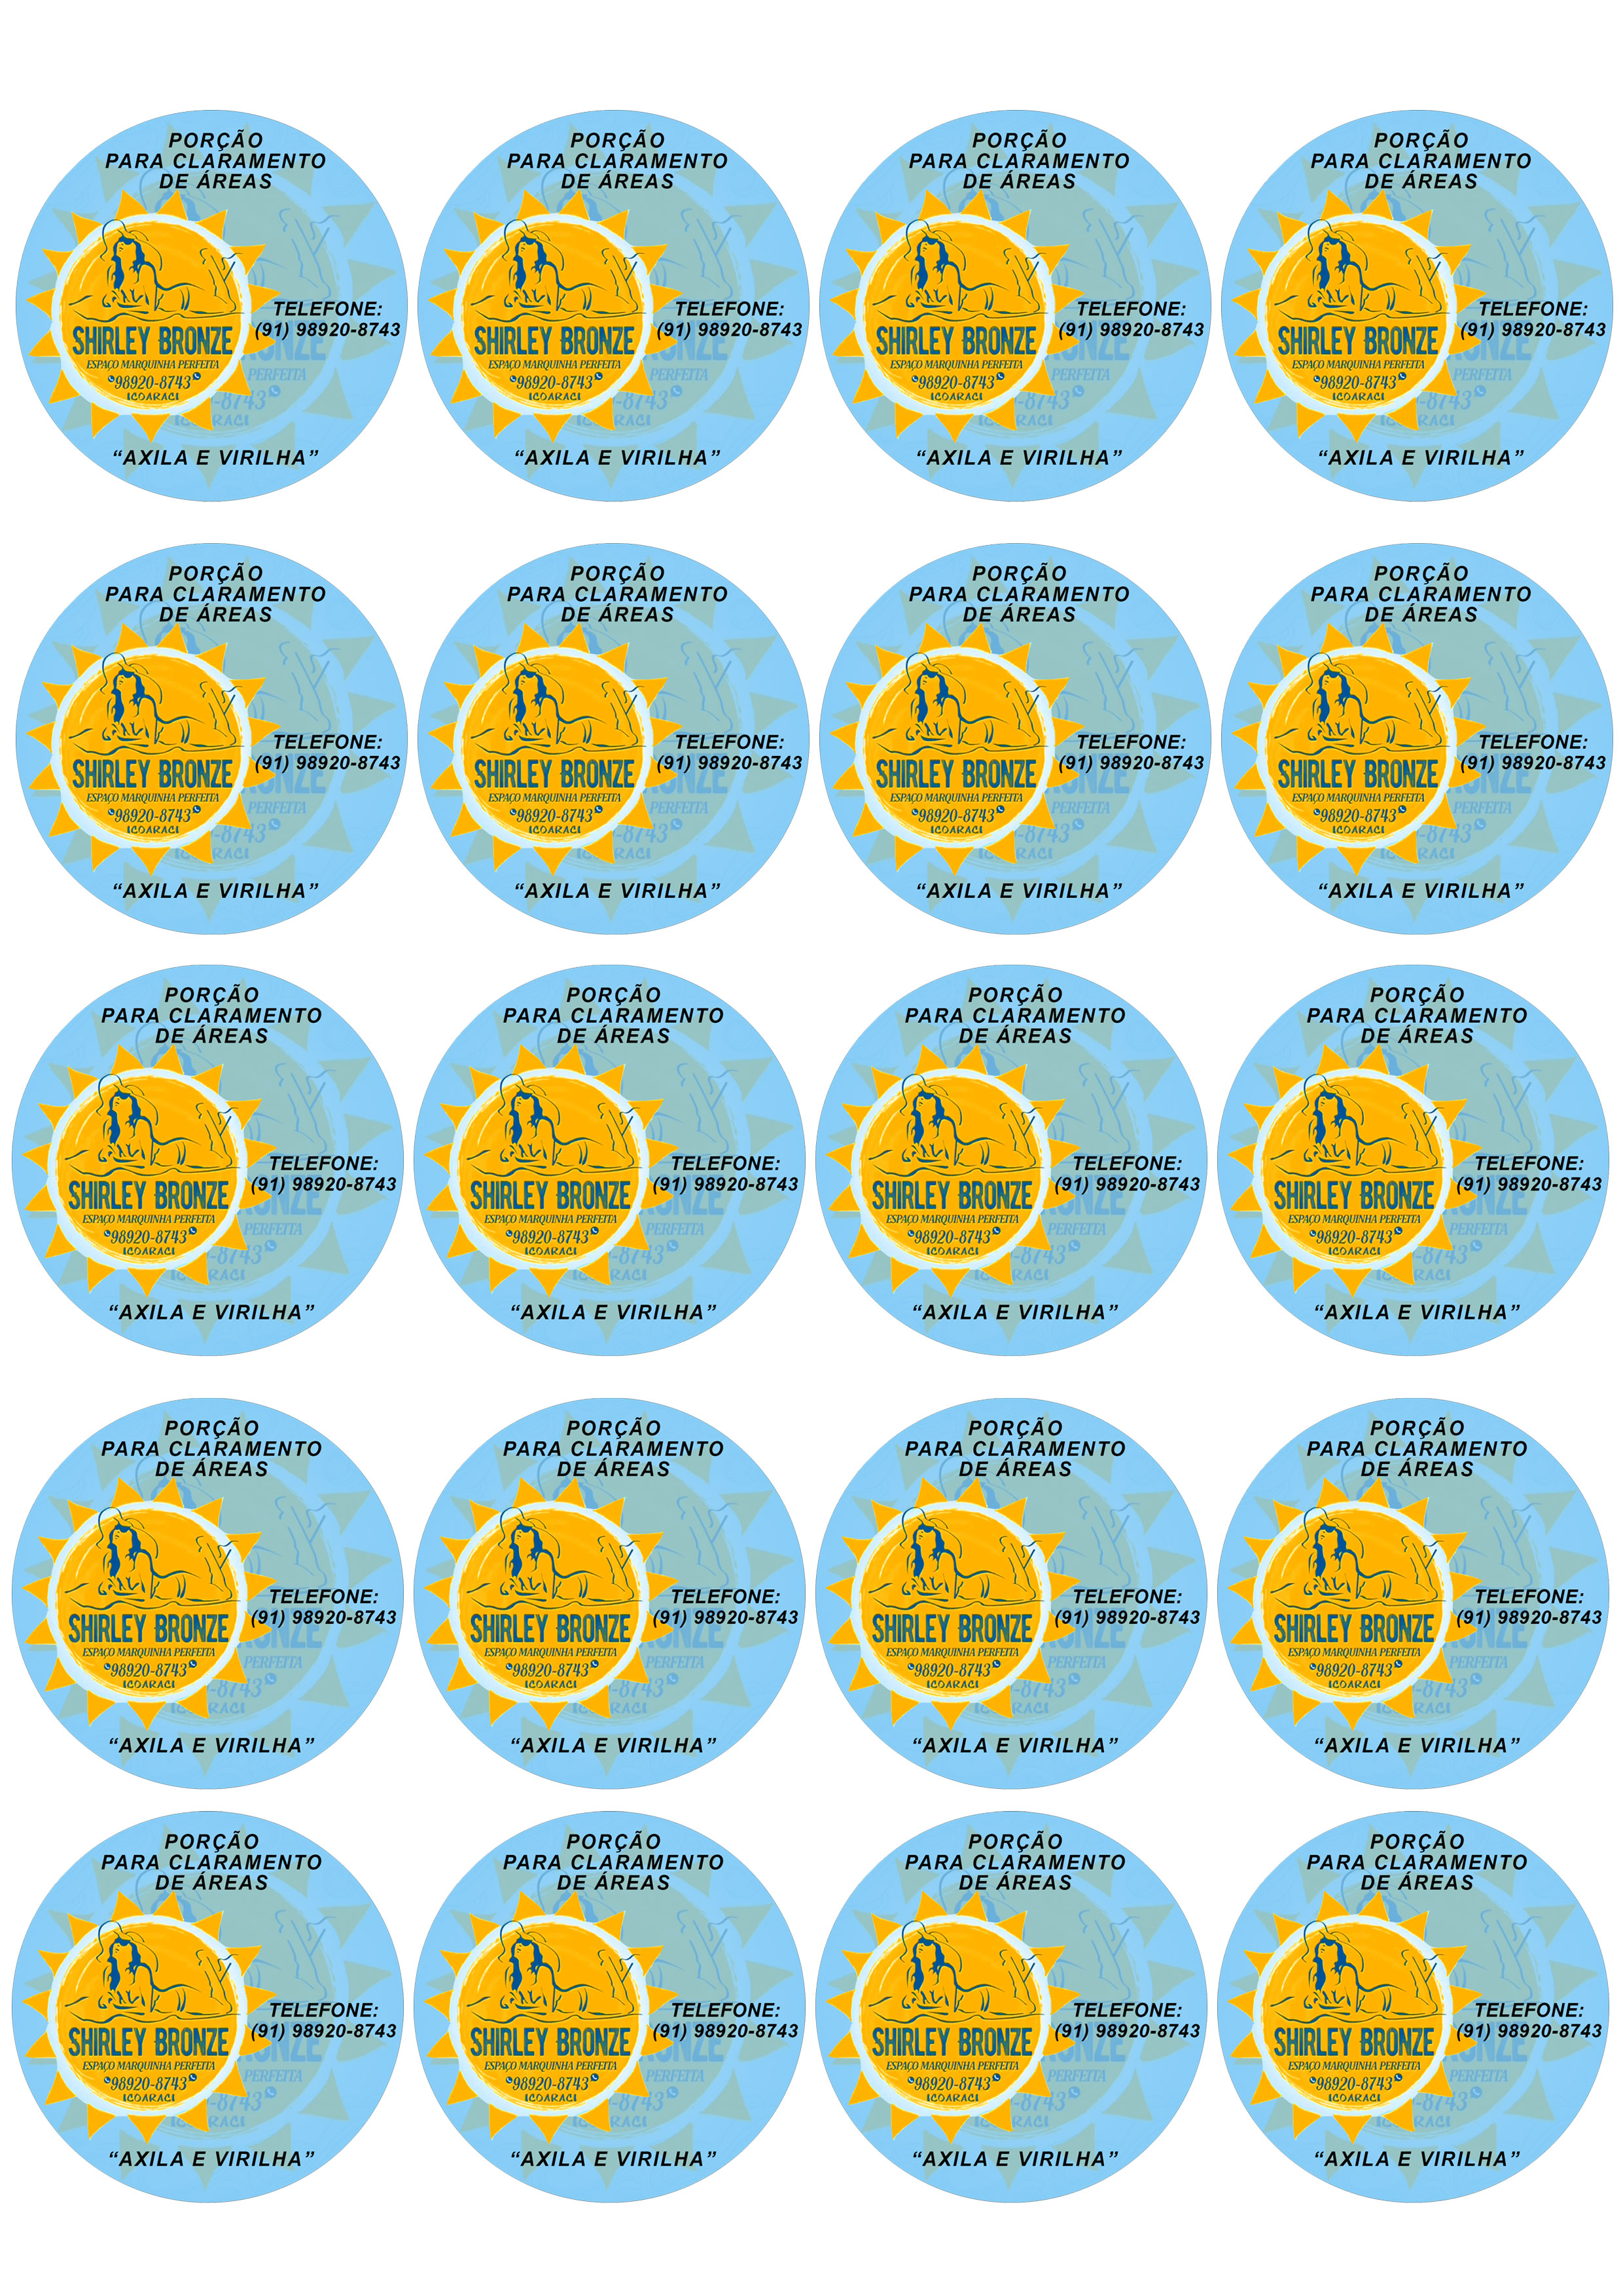 PORÇÃO
PARA CLARAMENTO
DE ÁREAS
TELEFONE:
(91) 98920-8743
SHIRLEY BRONZE
ESPAÇO MARQUINHA PERFEITA
98920-8743
ICOARACI
“AXILA E VIRILHA”
PORÇÃO
PARA CLARAMENTO
DE ÁREAS
TELEFONE:
(91) 98920-8743
SHIRLEY BRONZE
ESPAÇO MARQUINHA PERFEITA
98920-8743
ICOARACI
“AXILA E VIRILHA”
PORÇÃO
PARA CLARAMENTO
DE ÁREAS
TELEFONE:
(91) 98920-8743
SHIRLEY BRONZE
ESPAÇO MARQUINHA PERFEITA
98920-8743
ICOARACI
“AXILA E VIRILHA”
PORÇÃO
PARA CLARAMENTO
DE ÁREAS
TELEFONE:
(91) 98920-8743
SHIRLEY BRONZE
ESPAÇO MARQUINHA PERFEITA
98920-8743
ICOARACI
“AXILA E VIRILHA”
PORÇÃO
PARA CLARAMENTO
DE ÁREAS
TELEFONE:
(91) 98920-8743
SHIRLEY BRONZE
ESPAÇO MARQUINHA PERFEITA
98920-8743
ICOARACI
“AXILA E VIRILHA”
PORÇÃO
PARA CLARAMENTO
DE ÁREAS
TELEFONE:
(91) 98920-8743
SHIRLEY BRONZE
ESPAÇO MARQUINHA PERFEITA
98920-8743
ICOARACI
“AXILA E VIRILHA”
PORÇÃO
PARA CLARAMENTO
DE ÁREAS
TELEFONE:
(91) 98920-8743
SHIRLEY BRONZE
ESPAÇO MARQUINHA PERFEITA
98920-8743
ICOARACI
“AXILA E VIRILHA”
PORÇÃO
PARA CLARAMENTO
DE ÁREAS
TELEFONE:
(91) 98920-8743
SHIRLEY BRONZE
ESPAÇO MARQUINHA PERFEITA
98920-8743
ICOARACI
“AXILA E VIRILHA”
PORÇÃO
PARA CLARAMENTO
DE ÁREAS
TELEFONE:
(91) 98920-8743
SHIRLEY BRONZE
ESPAÇO MARQUINHA PERFEITA
98920-8743
ICOARACI
“AXILA E VIRILHA”
PORÇÃO
PARA CLARAMENTO
DE ÁREAS
TELEFONE:
(91) 98920-8743
SHIRLEY BRONZE
ESPAÇO MARQUINHA PERFEITA
98920-8743
ICOARACI
“AXILA E VIRILHA”
PORÇÃO
PARA CLARAMENTO
DE ÁREAS
TELEFONE:
(91) 98920-8743
SHIRLEY BRONZE
ESPAÇO MARQUINHA PERFEITA
98920-8743
ICOARACI
“AXILA E VIRILHA”
PORÇÃO
PARA CLARAMENTO
DE ÁREAS
TELEFONE:
(91) 98920-8743
SHIRLEY BRONZE
ESPAÇO MARQUINHA PERFEITA
98920-8743
ICOARACI
“AXILA E VIRILHA”
PORÇÃO
PARA CLARAMENTO
DE ÁREAS
TELEFONE:
(91) 98920-8743
SHIRLEY BRONZE
ESPAÇO MARQUINHA PERFEITA
98920-8743
ICOARACI
“AXILA E VIRILHA”
PORÇÃO
PARA CLARAMENTO
DE ÁREAS
TELEFONE:
(91) 98920-8743
SHIRLEY BRONZE
ESPAÇO MARQUINHA PERFEITA
98920-8743
ICOARACI
“AXILA E VIRILHA”
PORÇÃO
PARA CLARAMENTO
DE ÁREAS
TELEFONE:
(91) 98920-8743
SHIRLEY BRONZE
ESPAÇO MARQUINHA PERFEITA
98920-8743
ICOARACI
“AXILA E VIRILHA”
PORÇÃO
PARA CLARAMENTO
DE ÁREAS
TELEFONE:
(91) 98920-8743
SHIRLEY BRONZE
ESPAÇO MARQUINHA PERFEITA
98920-8743
ICOARACI
“AXILA E VIRILHA”
PORÇÃO
PARA CLARAMENTO
DE ÁREAS
TELEFONE:
(91) 98920-8743
SHIRLEY BRONZE
ESPAÇO MARQUINHA PERFEITA
98920-8743
ICOARACI
“AXILA E VIRILHA”
PORÇÃO
PARA CLARAMENTO
DE ÁREAS
TELEFONE:
(91) 98920-8743
SHIRLEY BRONZE
ESPAÇO MARQUINHA PERFEITA
98920-8743
ICOARACI
“AXILA E VIRILHA”
PORÇÃO
PARA CLARAMENTO
DE ÁREAS
TELEFONE:
(91) 98920-8743
SHIRLEY BRONZE
ESPAÇO MARQUINHA PERFEITA
98920-8743
ICOARACI
“AXILA E VIRILHA”
PORÇÃO
PARA CLARAMENTO
DE ÁREAS
TELEFONE:
(91) 98920-8743
SHIRLEY BRONZE
ESPAÇO MARQUINHA PERFEITA
98920-8743
ICOARACI
“AXILA E VIRILHA”